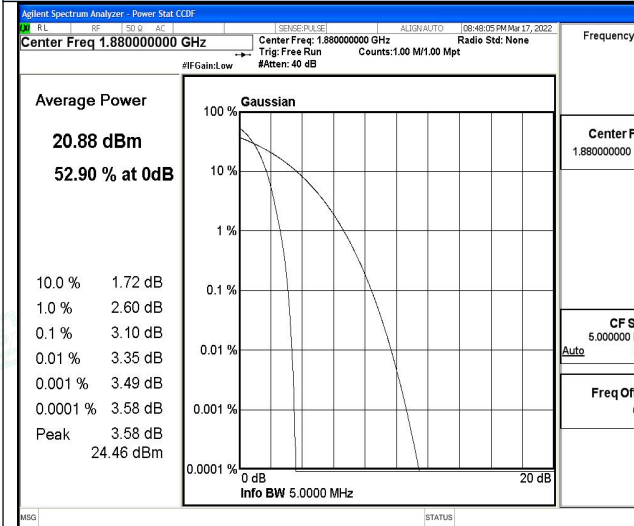 Agilent Spectrum Analyzer - Power Stat CCDF
RL RF 50 Ω AC SENSE:PULSE ALIGN AUTO 08:48:05 PM Mar 17, 2022
Center Freq 1.880000000 GHz
Center Freq: 1.880000000 GHz Radio Std: None
Trig: Free Run Counts:1.00 M/1.00 Mpt
#IFGain:Low #Atten: 40 dB
Frequency
Average Power
20.88 dBm
52.90 % at 0dB
10.0 % 1.72 dB
1.0 % 2.60 dB
0.1 % 3.10 dB
0.01 % 3.35 dB
0.001 % 3.49 dB
0.0001 % 3.58 dB
Peak 3.58 dB
24.46 dBm
Gaussian
100 %
10 %
1 %
0.1 %
0.01 %
0.001 %
0.0001 %
0 dB 20 dB
Info BW 5.0000 MHz
Center F
1.880000000
CF S
5.000000
Auto
Freq Of
MSG STATUS